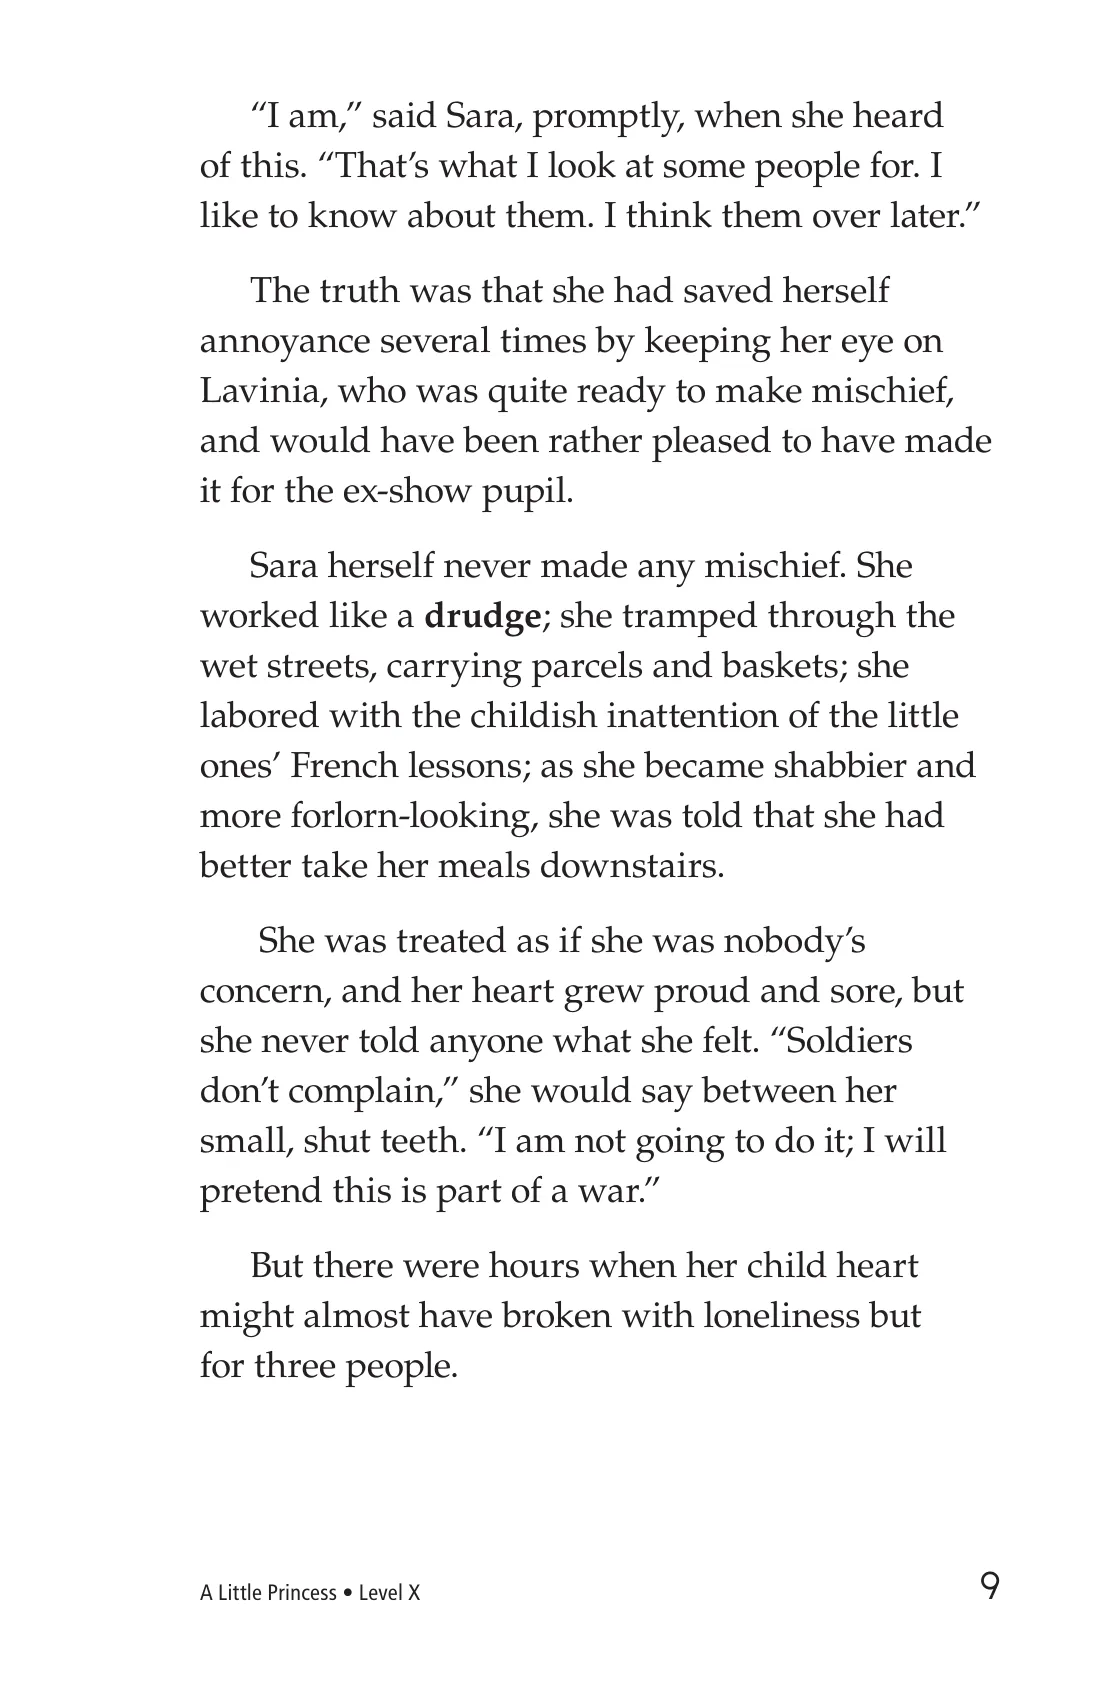 “I am,” said Sara, promptly, when she heard
of this. “That’s what I look at some people for. I
like to know about them. I think them over later.”
The truth was that she had saved herself
annoyance several times by keeping her eye on
Lavinia, who was quite ready to make mischief,
and would have been rather pleased to have made
it for the ex-show pupil.
Sara herself never made any mischief. She
worked like a drudge; she tramped through the
wet streets, carrying parcels and baskets; she
labored with the childish inattention of the little
ones’ French lessons; as she became shabbier and
more forlorn-looking, she was told that she had
better take her meals downstairs.
She was treated as if she was nobody’s
concern, and her heart grew proud and sore, but
she never told anyone what she felt. “Soldiers
don’t complain,” she would say between her
small, shut teeth. “I am not going to do it; I will
pretend this is part of a war.”
But there were hours when her child heart
might almost have broken with loneliness but
for three people.
A Little Princess • Level X
9